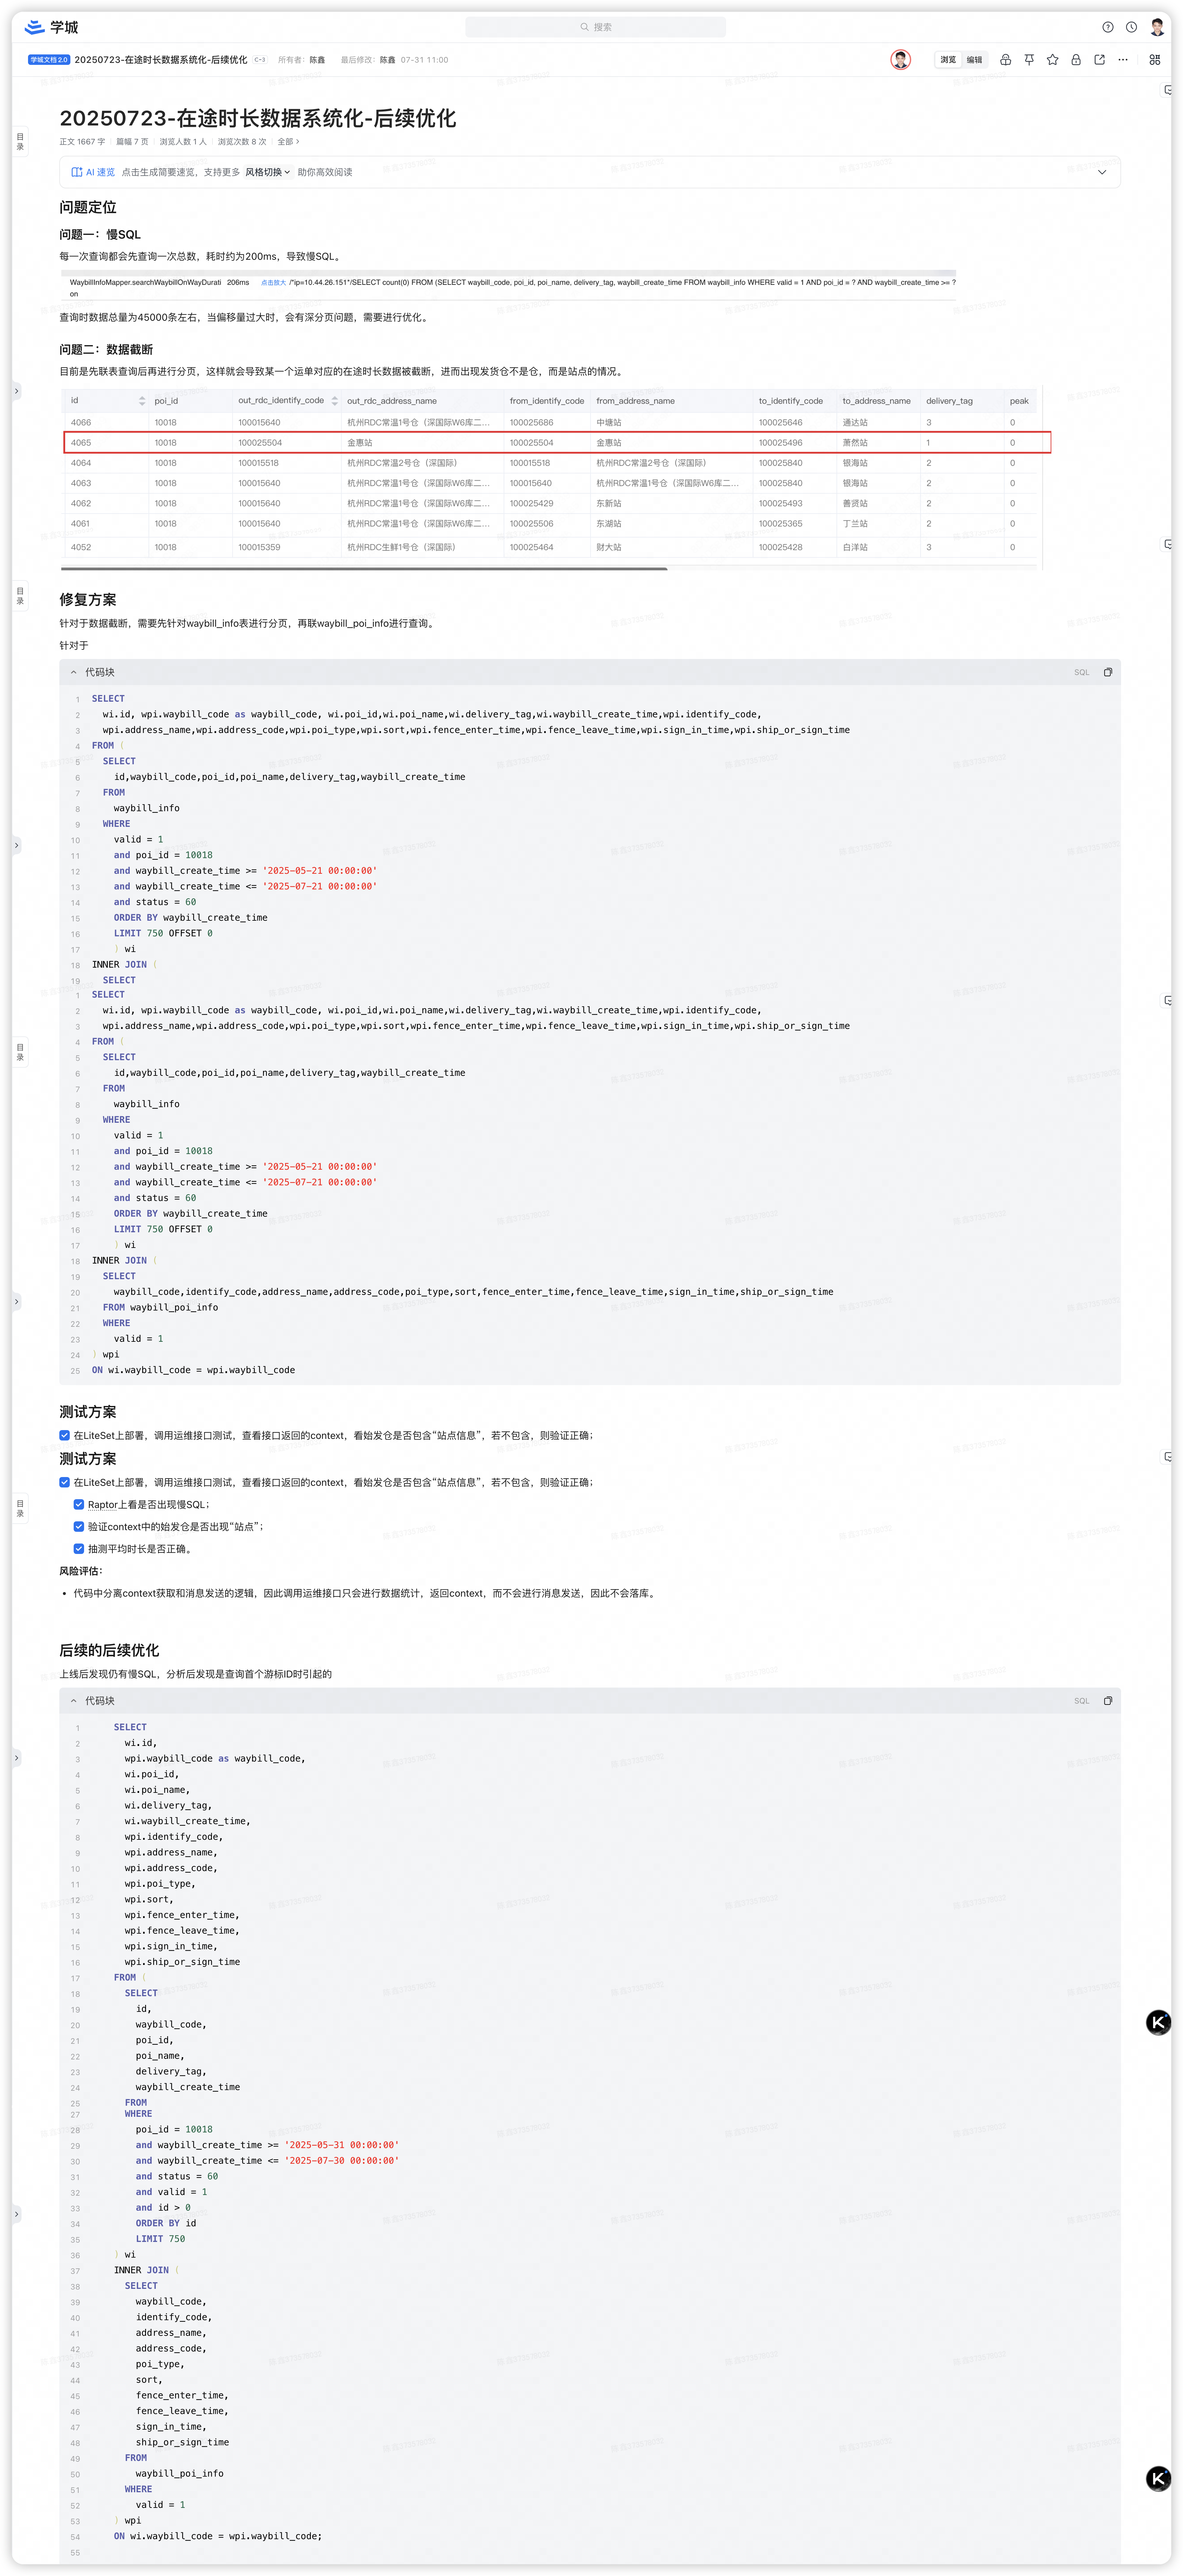 学城
搜索
学城文档 2.0 20250723-在途时长数据系统化-后续优化 C-3 所有者：陈鑫 最后修改：陈鑫 07-31 11:00 浏览 编辑
20250723-在途时长数据系统化-后续优化
正文 1667 字 篇幅 7 页 浏览人数 1 人 浏览次数 8 次 全部 >
目录
AI 速览 点击生成简要速览，支持更多 风格切换 助你高效阅读
问题定位
问题一：慢SQL
每一次查询都会先查询一次总数，耗时约为200ms，导致慢SQL。
WaybillInfoMapper.searchWaybillOnWayDurati 206ms 点击放大 /*ip=10.44.26.151*/SELECT count(0) FROM (SELECT waybill_code, poi_id, poi_name, delivery_tag, waybill_create_time FROM waybill_info WHERE valid = 1 AND poi_id = ? AND waybill_create_time >= ?
on
查询时数据总量为45000条左右，当偏移量过大时，会有深分页问题，需要进行优化。
问题二：数据截断
目前是先联表查询后再进行分页，这样就会导致某一个运单对应的在途时长数据被截断，进而出现发货仓不是仓，而是站点的情况。
id poi_id out_rdc_identify_code out_rdc_address_name from_identify_code from_address_name to_identify_code to_address_name delivery_tag peak
4066 10018 100015640 杭州RDC常温1号仓（深国际W6库二... 100025686 中塘站 100025646 通达站 3 0
4065 10018 100025504 金惠站 100025504 金惠站 100025496 萧然站 1 0
4064 10018 100015518 杭州RDC常温2号仓（深国际） 100015518 杭州RDC常温2号仓（深国际） 100025840 银海站 2 0
4063 10018 100015640 杭州RDC常温1号仓（深国际W6库二... 100015640 杭州RDC常温1号仓（深国际W6库二... 100025840 银海站 2 0
4062 10018 100015640 杭州RDC常温1号仓（深国际W6库二... 100025429 东新站 100025493 善贤站 2 0
4061 10018 100015640 杭州RDC常温1号仓（深国际W6库二... 100025506 东湖站 100025365 丁兰站 2 0
4052 10018 100015359 杭州RDC生鲜1号仓（深国际） 100025464 财大站 100025428 白洋站 3 0
目录
修复方案
针对于数据截断，需要先针对waybill_info表进行分页，再联waybill_poi_info进行查询。
针对于
代码块 SQL
1 SELECT
2 wi.id, wpi.waybill_code as waybill_code, wi.poi_id,wi.poi_name,wi.delivery_tag,wi.waybill_create_time,wpi.identify_code,
3 wpi.address_name,wpi.address_code,wpi.poi_type,wpi.sort,wpi.fence_enter_time,wpi.fence_leave_time,wpi.sign_in_time,wpi.ship_or_sign_time
4 FROM (
5 SELECT
6 id,waybill_code,poi_id,poi_name,delivery_tag,waybill_create_time
7 FROM
8 waybill_info
9 WHERE
10 valid = 1
11 and poi_id = 10018
12 and waybill_create_time >= '2025-05-21 00:00:00'
13 and waybill_create_time <= '2025-07-21 00:00:00'
14 and status = 60
15 ORDER BY waybill_create_time
16 LIMIT 750 OFFSET 0
17 ) wi
18 INNER JOIN (
19 SELECT
1 SELECT
2 wi.id, wpi.waybill_code as waybill_code, wi.poi_id,wi.poi_name,wi.delivery_tag,wi.waybill_create_time,wpi.identify_code,
3 wpi.address_name,wpi.address_code,wpi.poi_type,wpi.sort,wpi.fence_enter_time,wpi.fence_leave_time,wpi.sign_in_time,wpi.ship_or_sign_time
4 FROM (
目录
5 SELECT
6 id,waybill_code,poi_id,poi_name,delivery_tag,waybill_create_time
7 FROM
8 waybill_info
9 WHERE
10 valid = 1
11 and poi_id = 10018
12 and waybill_create_time >= '2025-05-21 00:00:00'
13 and waybill_create_time <= '2025-07-21 00:00:00'
14 and status = 60
15 ORDER BY waybill_create_time
16 LIMIT 750 OFFSET 0
17 ) wi
18 INNER JOIN (
19 SELECT
20 waybill_code,identify_code,address_name,address_code,poi_type,sort,fence_enter_time,fence_leave_time,sign_in_time,ship_or_sign_time
21 FROM waybill_poi_info
22 WHERE
23 valid = 1
24 ) wpi
25 ON wi.waybill_code = wpi.waybill_code
测试方案
在LiteSet上部署，调用运维接口测试，查看接口返回的context，看始发仓是否包含“站点信息”，若不包含，则验证正确；
测试方案
在LiteSet上部署，调用运维接口测试，查看接口返回的context，看始发仓是否包含“站点信息”，若不包含，则验证正确；
目录
Raptor上看是否出现慢SQL；
验证context中的始发仓是否出现“站点”；
抽测平均时长是否正确。
风险评估：
• 代码中分离context获取和消息发送的逻辑，因此调用运维接口只会进行数据统计，返回context，而不会进行消息发送，因此不会落库。
后续的后续优化
上线后发现仍有慢SQL，分析后发现是查询首个游标ID时引起的
代码块 SQL
1 SELECT
2 wi.id,
3 wpi.waybill_code as waybill_code,
4 wi.poi_id,
5 wi.poi_name,
6 wi.delivery_tag,
7 wi.waybill_create_time,
8 wpi.identify_code,
9 wpi.address_name,
10 wpi.address_code,
11 wpi.poi_type,
12 wpi.sort,
13 wpi.fence_enter_time,
14 wpi.fence_leave_time,
15 wpi.sign_in_time,
16 wpi.ship_or_sign_time
17 FROM (
18 SELECT
19 id,
20 waybill_code,
21 poi_id,
22 poi_name,
23 delivery_tag,
24 waybill_create_time
25 FROM
27 WHERE
28 poi_id = 10018
29 and waybill_create_time >= '2025-05-31 00:00:00'
30 and waybill_create_time <= '2025-07-30 00:00:00'
31 and status = 60
32 and valid = 1
33 and id > 0
34 ORDER BY id
35 LIMIT 750
36 ) wi
37 INNER JOIN (
38 SELECT
39 waybill_code,
40 identify_code,
41 address_name,
42 address_code,
43 poi_type,
44 sort,
45 fence_enter_time,
46 fence_leave_time,
47 sign_in_time,
48 ship_or_sign_time
49 FROM
50 waybill_poi_info
51 WHERE
52 valid = 1
53 ) wpi
54 ON wi.waybill_code = wpi.waybill_code;
55